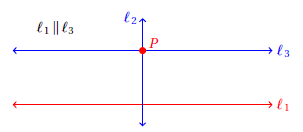 ℓ₂
ℓ₁ ∥ ℓ₃
P
ℓ₃
ℓ₁